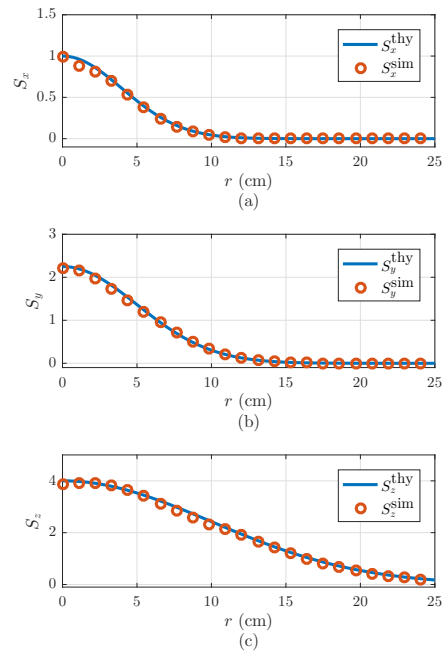 1.5
1
0.5
0
S_x
S_x^thy
S_x^sim
0 5 10 15 20 25
r (cm)
(a)
3
2
1
0
S_y
S_y^thy
S_y^sim
0 5 10 15 20 25
r (cm)
(b)
4
2
0
S_z
S_z^thy
S_z^sim
0 5 10 15 20 25
r (cm)
(c)